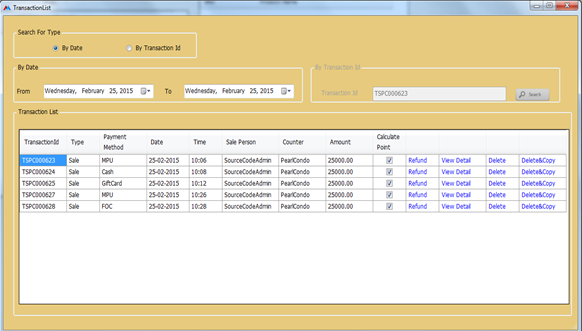 TransactionList
Search For Type
By Date By Transaction Id
By Date By Transaction Id
From Wednesday, February 25, 2015 To Wednesday, February 25, 2015 Transaction Id TSPC000623 Search
Transaction List
TransactionId Type Payment Method Date Time Sale Person Counter Amount Calculate Point
TSPC000623 Sale MPU 25-02-2015 10:06 SourceCodeAdmin PearlCondo 25000.00 Refund View Detail Delete Delete&Copy
TSPC000624 Sale Cash 25-02-2015 10:08 SourceCodeAdmin PearlCondo 25000.00 Refund View Detail Delete Delete&Copy
TSPC000625 Sale GiftCard 25-02-2015 10:12 SourceCodeAdmin PearlCondo 25000.00 Refund View Detail Delete Delete&Copy
TSPC000627 Sale MPU 25-02-2015 10:26 SourceCodeAdmin PearlCondo 25000.00 Refund View Detail Delete Delete&Copy
TSPC000628 Sale FOC 25-02-2015 10:28 SourceCodeAdmin PearlCondo 25000.00 Refund View Detail Delete Delete&Copy